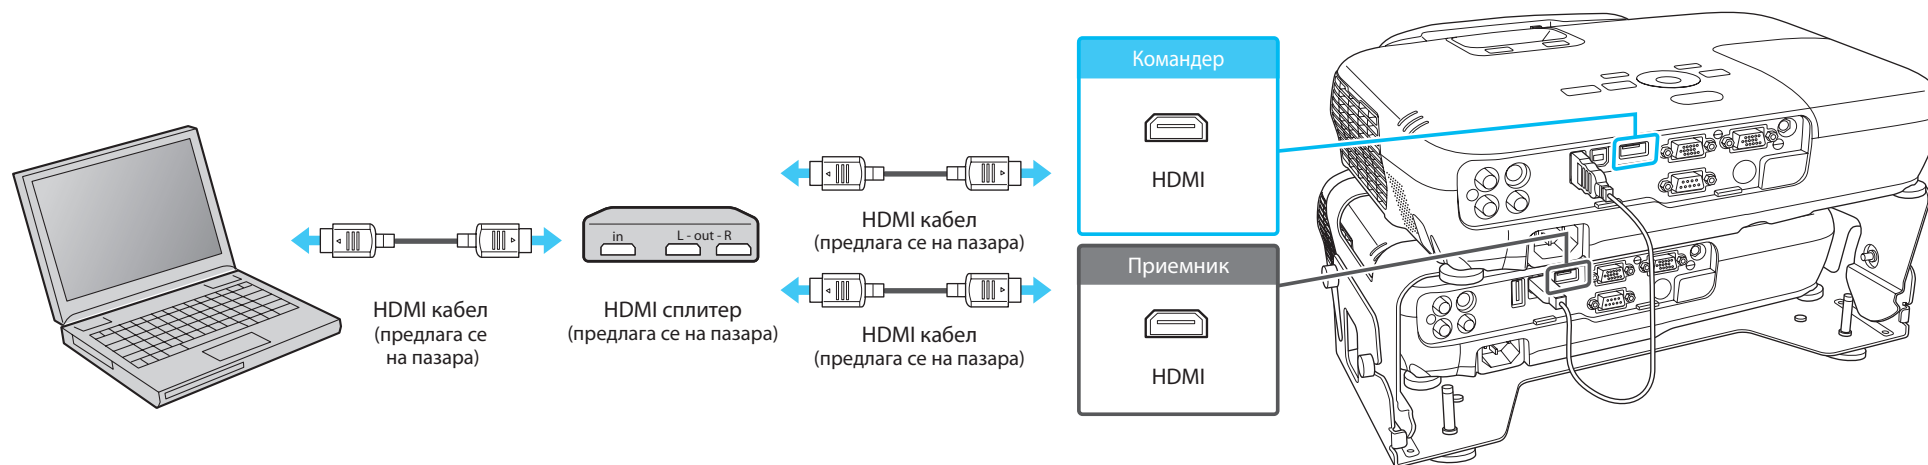 HDMI кабел
(предлага се
на пазара)
in
L - out - R
HDMI сплитер
(предлага се на пазара)
HDMI кабел
(предлага се на пазара)
HDMI кабел
(предлага се на пазара)
Командер
HDMI
Приемник
HDMI